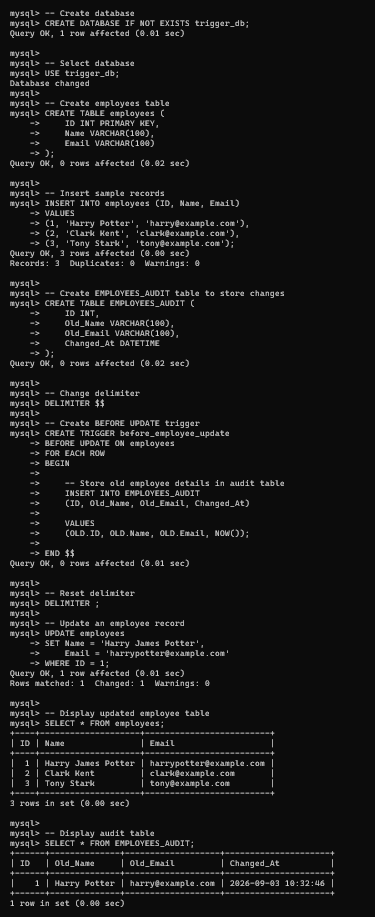 mysql> -- Create database
mysql> CREATE DATABASE IF NOT EXISTS trigger_db;
Query OK, 1 row affected (0.01 sec)

mysql>
mysql> -- Select database
mysql> USE trigger_db;
Database changed
mysql>
mysql> -- Create employees table
mysql> CREATE TABLE employees (
    ->     ID INT PRIMARY KEY,
    ->     Name VARCHAR(100),
    ->     Email VARCHAR(100)
    -> );
Query OK, 0 rows affected (0.02 sec)

mysql>
mysql> -- Insert sample records
mysql> INSERT INTO employees (ID, Name, Email)
    -> VALUES
    -> (1, 'Harry Potter', 'harry@example.com'),
    -> (2, 'Clark Kent', 'clark@example.com'),
    -> (3, 'Tony Stark', 'tony@example.com');
Query OK, 3 rows affected (0.00 sec)
Records: 3  Duplicates: 0  Warnings: 0

mysql>
mysql> -- Create EMPLOYEES_AUDIT table to store changes
mysql> CREATE TABLE EMPLOYEES_AUDIT (
    ->     ID INT,
    ->     Old_Name VARCHAR(100),
    ->     Old_Email VARCHAR(100),
    ->     Changed_At DATETIME
    -> );
Query OK, 0 rows affected (0.02 sec)

mysql>
mysql> -- Change delimiter
mysql> DELIMITER $$
mysql>
mysql> -- Create BEFORE UPDATE trigger
mysql> CREATE TRIGGER before_employee_update
    -> BEFORE UPDATE ON employees
    -> FOR EACH ROW
    -> BEGIN
    ->
    ->     -- Store old employee details in audit table
    ->     INSERT INTO EMPLOYEES_AUDIT
    ->     (ID, Old_Name, Old_Email, Changed_At)
    ->
    ->     VALUES
    ->     (OLD.ID, OLD.Name, OLD.Email, NOW());
    ->
    -> END $$
Query OK, 0 rows affected (0.01 sec)

mysql>
mysql> -- Reset delimiter
mysql> DELIMITER ;
mysql>
mysql> -- Update an employee record
mysql> UPDATE employees
    -> SET Name = 'Harry James Potter',
    ->     Email = 'harrypotter@example.com'
    -> WHERE ID = 1;
Query OK, 1 row affected (0.01 sec)
Rows matched: 1  Changed: 1  Warnings: 0

mysql>
mysql> -- Display updated employee table
mysql> SELECT * FROM employees;
+----+--------------------+-------------------------+
| ID | Name               | Email                   |
+----+--------------------+-------------------------+
|  1 | Harry James Potter | harrypotter@example.com |
|  2 | Clark Kent         | clark@example.com       |
|  3 | Tony Stark         | tony@example.com        |
+----+--------------------+-------------------------+
3 rows in set (0.00 sec)

mysql>
mysql> -- Display audit table
mysql> SELECT * FROM EMPLOYEES_AUDIT;
+------+--------------+-------------------+---------------------+
| ID   | Old_Name     | Old_Email         | Changed_At          |
+------+--------------+-------------------+---------------------+
|    1 | Harry Potter | harry@example.com | 2026-09-03 10:32:46 |
+------+--------------+-------------------+---------------------+
1 row in set (0.00 sec)